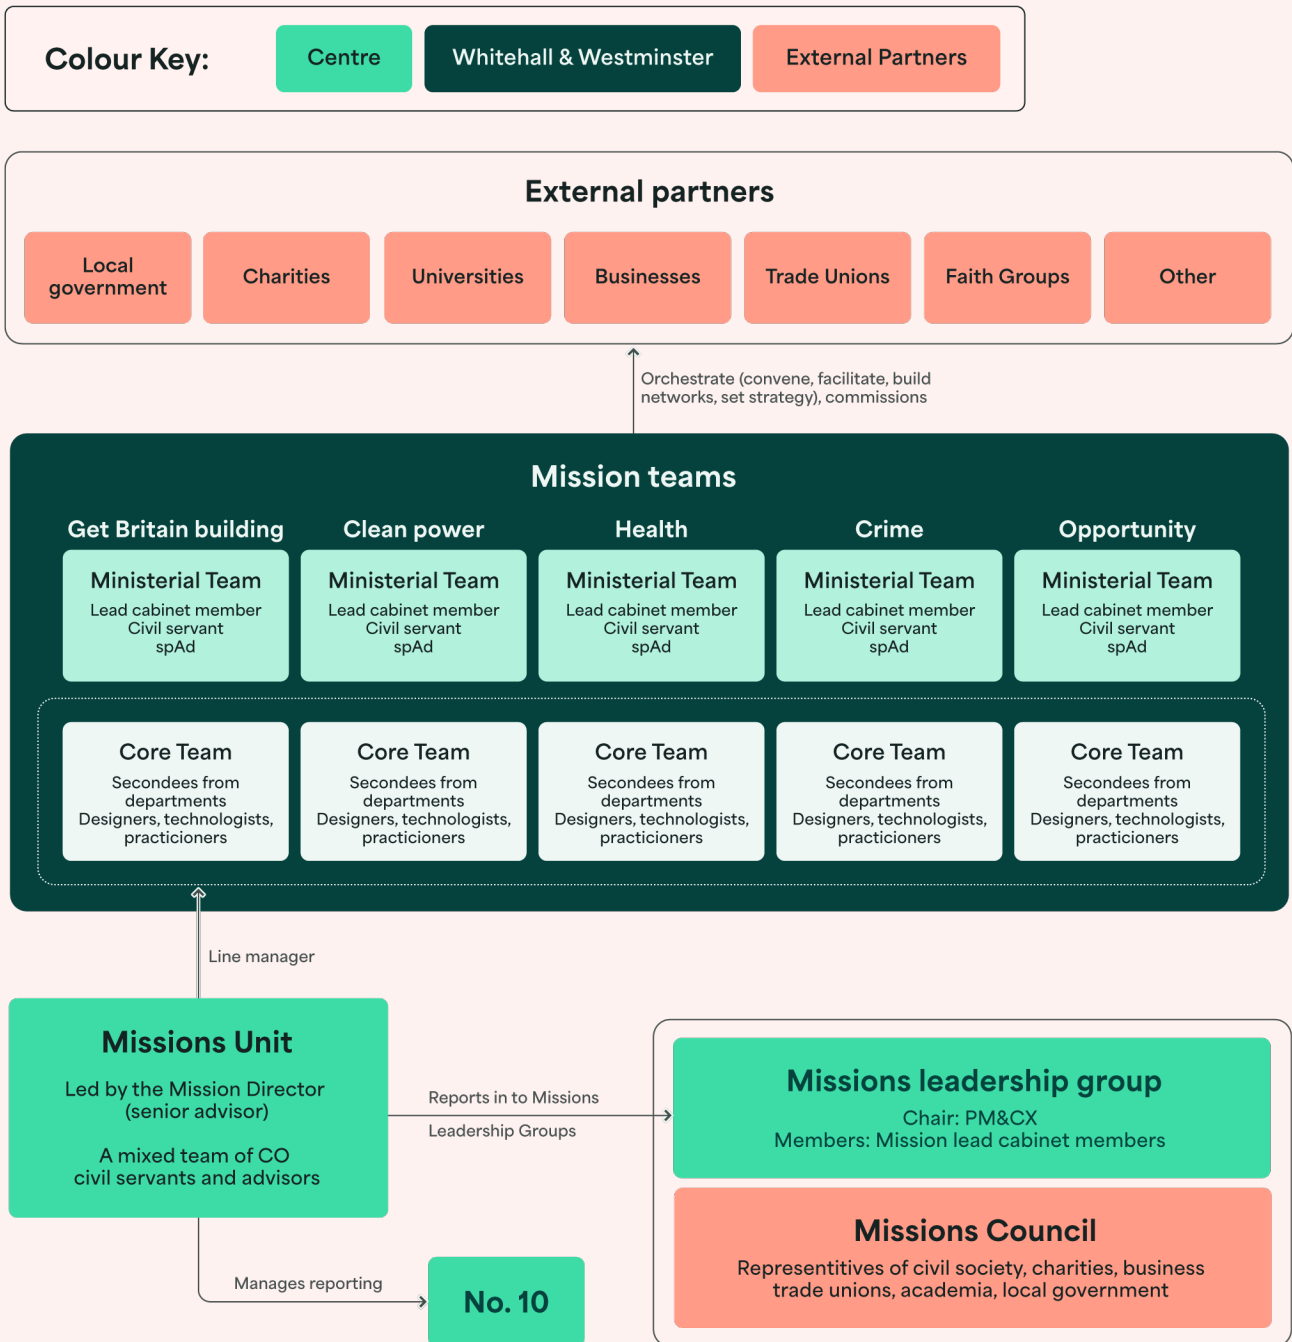 Colour Key:
Centre
Whitehall & Westminster
External Partners
External partners
Local
government
Charities
Universities
Businesses
Trade Unions
Faith Groups
Other
Orchestrate (convene, facilitate, build
networks, set strategy), commissions
Mission teams
Get Britain building
Clean power
Health
Crime
Opportunity
Ministerial Team
Lead cabinet member
Civil servant
spAd
Ministerial Team
Lead cabinet member
Civil servant
spAd
Ministerial Team
Lead cabinet member
Civil servant
spAd
Ministerial Team
Lead cabinet member
Civil servant
spAd
Ministerial Team
Lead cabinet member
Civil servant
spAd
Core Team
Secondees from
departments
Designers, technologists,
practicioners
Core Team
Secondees from
departments
Designers, technologists,
practicioners
Core Team
Secondees from
departments
Designers, technologists,
practicioners
Core Team
Secondees from
departments
Designers, technologists,
practicioners
Core Team
Secondees from
departments
Designers, technologists,
practicioners
Line manager
Missions Unit
Led by the Mission Director
(senior advisor)
A mixed team of CO
civil servants and advisors
Reports in to Missions
Leadership Groups
Missions leadership group
Chair: PM&CX
Members: Mission lead cabinet members
Missions Council
Representitives of civil society, charities, business
trade unions, academia, local government
Manages reporting
No. 10